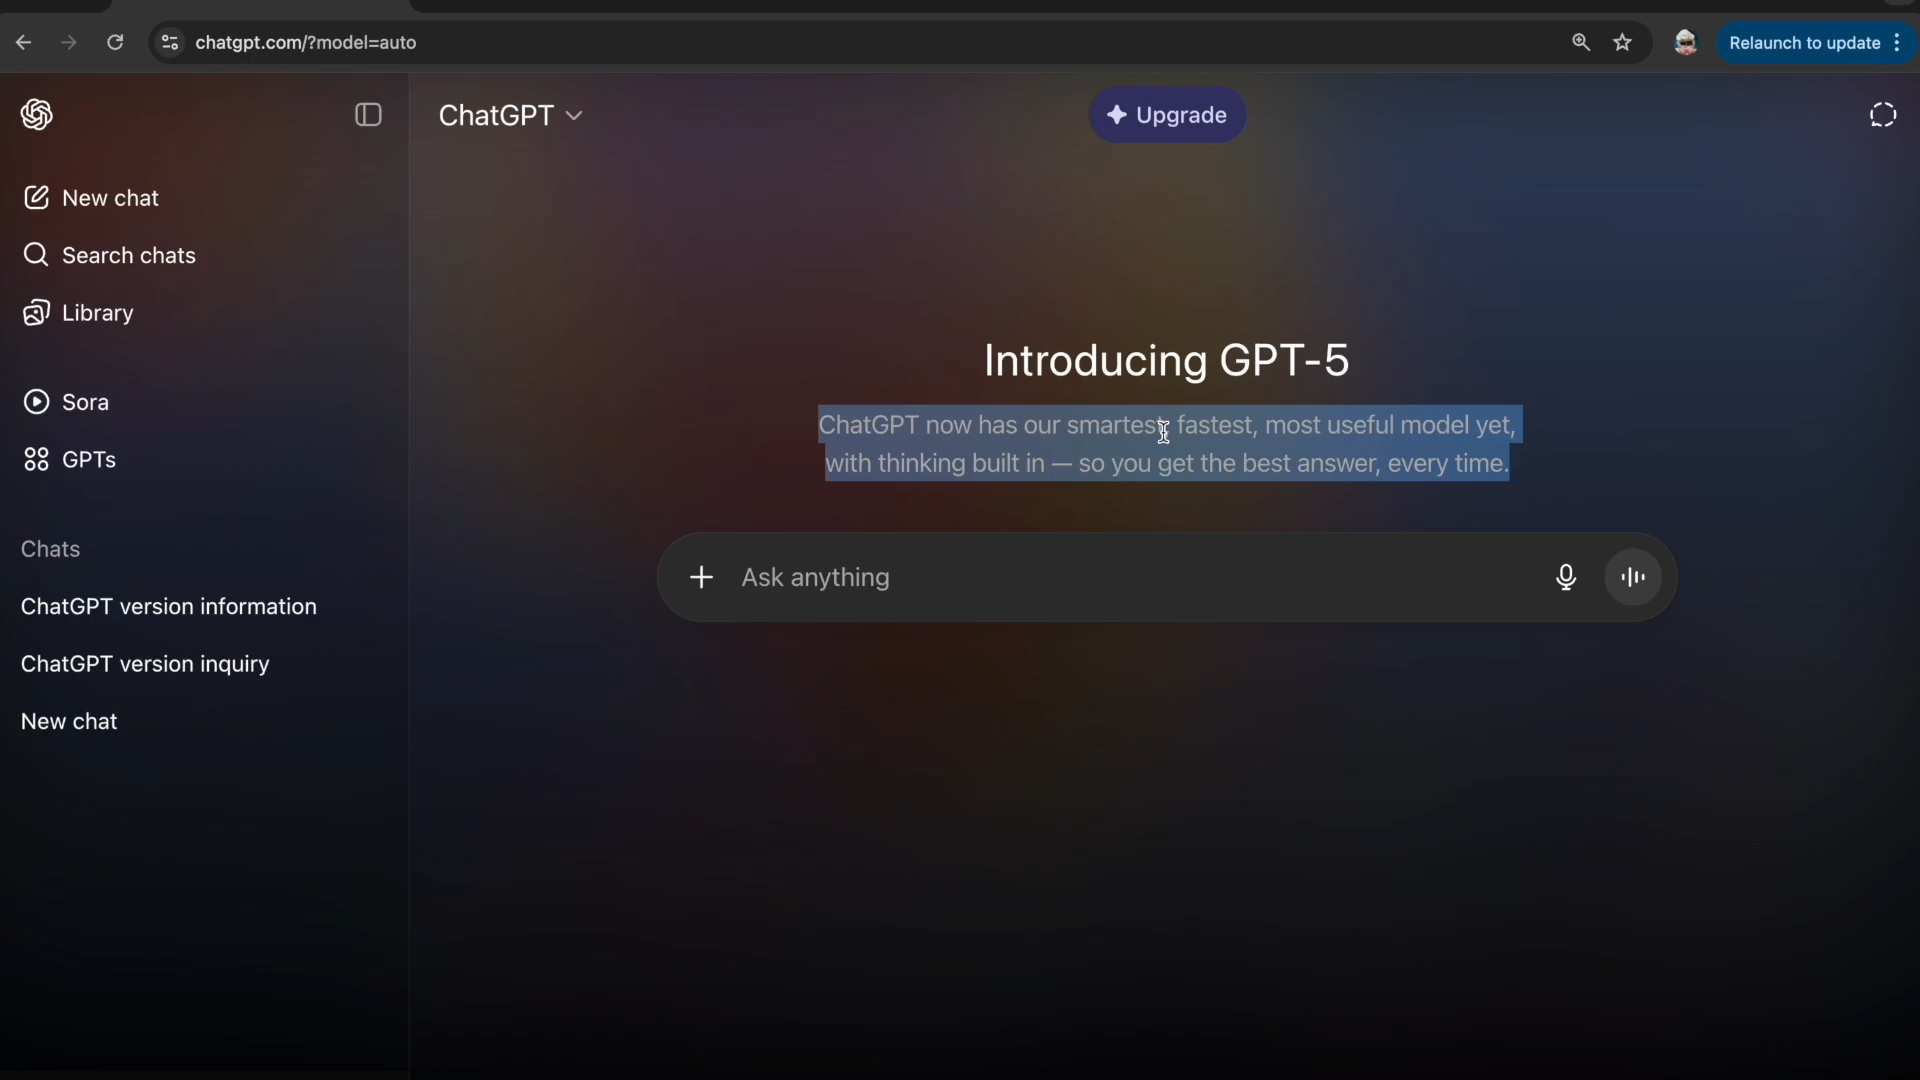 chatgpt.com/?model=auto
Relaunch to update
ChatGPT
Upgrade
New chat
Search chats
Library
Sora
GPTs
Chats
ChatGPT version information
ChatGPT version inquiry
New chat
Introducing GPT-5
ChatGPT now has our smartest, fastest, most useful model yet,
with thinking built in — so you get the best answer, every time.
Ask anything